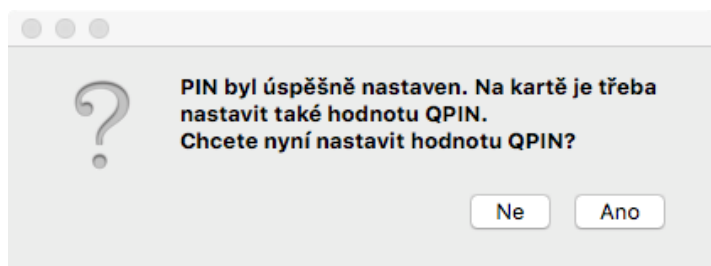 PIN byl úspěšně nastaven. Na kartě je třeba
nastavit také hodnotu QPIN.
Chcete nyní nastavit hodnotu QPIN?
Ne Ano